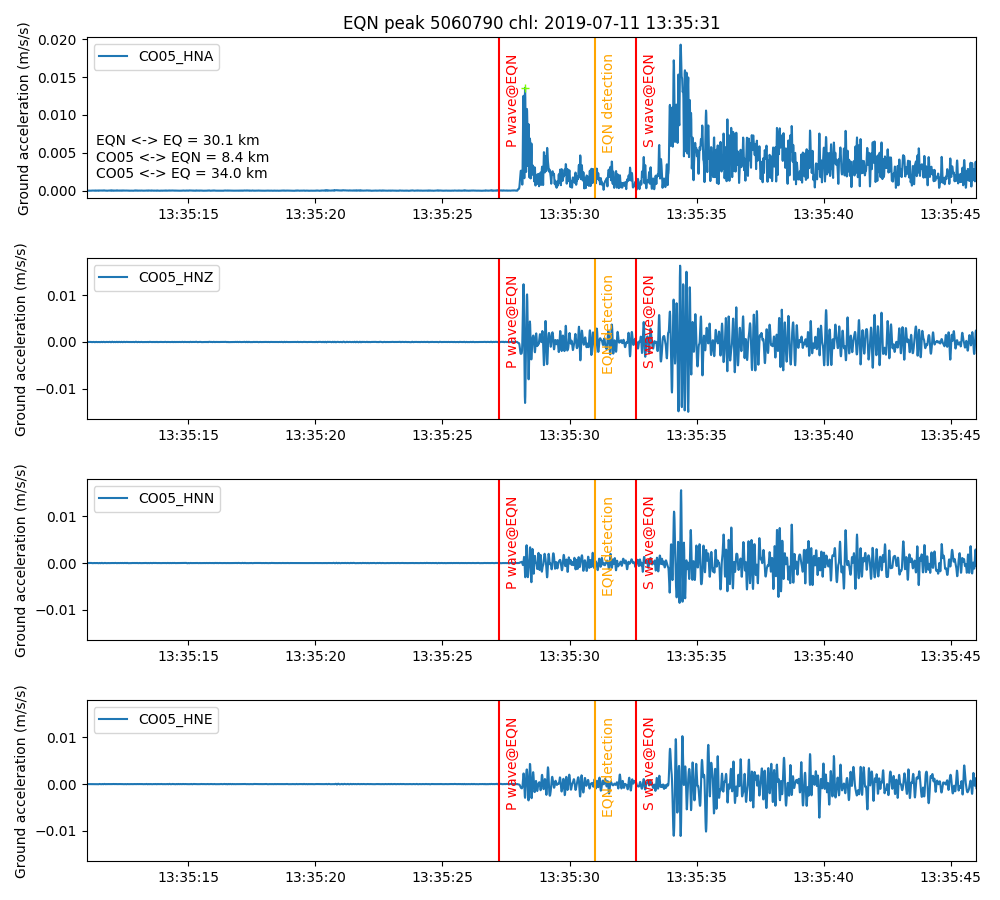 EQN peak 5060790 chl: 2019-07-11 13:35:31
Ground acceleration (m/s/s)
0.020
0.015
0.010
0.005
0.000
CO05_HNA
EQN <-> EQ = 30.1 km
CO05 <-> EQN = 8.4 km
CO05 <-> EQ = 34.0 km
P wave@EQN
EQN detection
S wave@EQN
13:35:15 13:35:20 13:35:25 13:35:30 13:35:35 13:35:40 13:35:45
Ground acceleration (m/s/s)
0.01
0.00
−0.01
CO05_HNZ
P wave@EQN
EQN detection
S wave@EQN
13:35:15 13:35:20 13:35:25 13:35:30 13:35:35 13:35:40 13:35:45
Ground acceleration (m/s/s)
0.01
0.00
−0.01
CO05_HNN
P wave@EQN
EQN detection
S wave@EQN
13:35:15 13:35:20 13:35:25 13:35:30 13:35:35 13:35:40 13:35:45
Ground acceleration (m/s/s)
0.01
0.00
−0.01
CO05_HNE
P wave@EQN
EQN detection
S wave@EQN
13:35:15 13:35:20 13:35:25 13:35:30 13:35:35 13:35:40 13:35:45